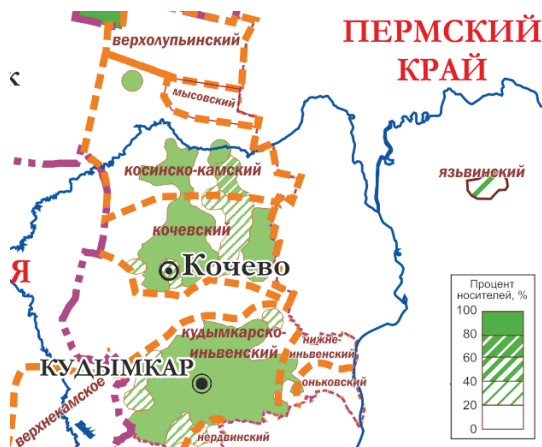 верхолупьинский
ПЕРМСКИЙ
КРАЙ
к
мысовский
косинско-камский
язьвинский
кочевский
Я
Кочево
Процент
носителей, %
100
80
60
40
20
0
кудымкарско-
иньвенский
нижне-
иньвенский
КУДЫМКАР
оньковский
верхнекамское
нердвинский